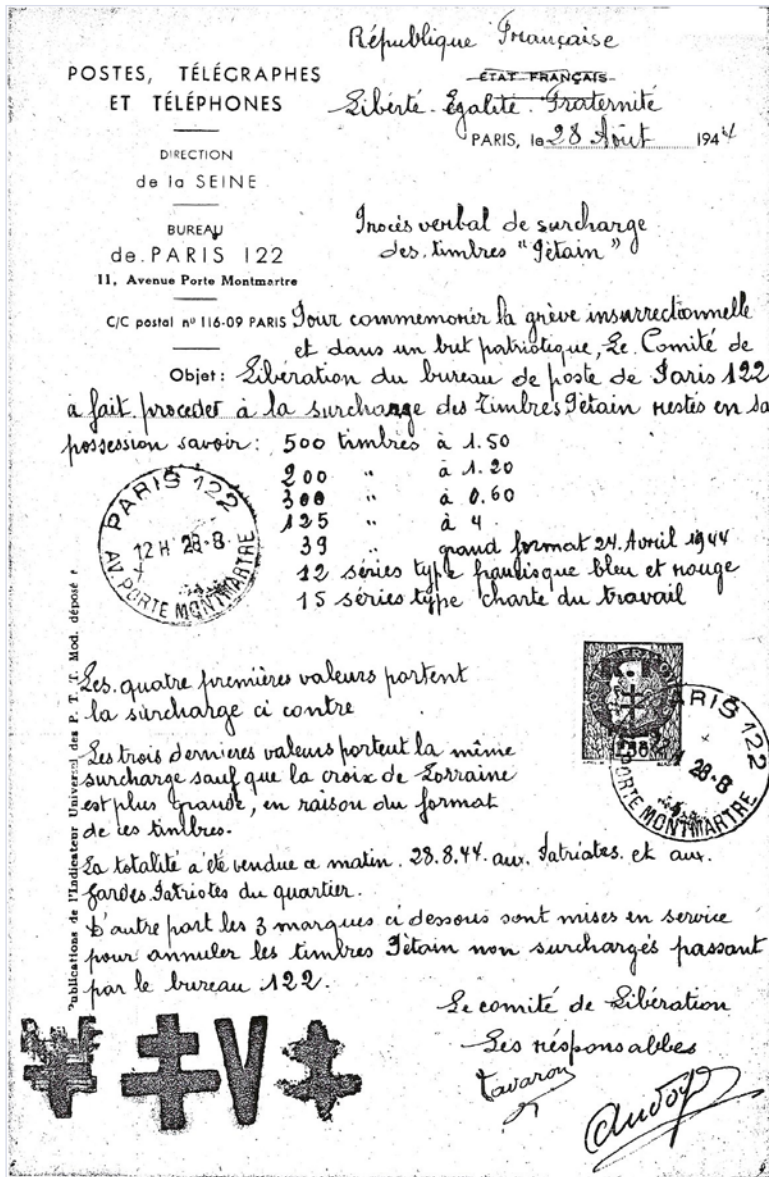 République Française
POSTES, TÉLÉGRAPHES
ET TÉLÉPHONES
ÉTAT FRANÇAIS
Liberté - Égalité - Fraternité
PARIS, le 28 Août 1944
DIRECTION
de la SEINE
BUREAU
de PARIS 122
11, Avenue Porte Montmartre
Procès verbal de surcharge
des timbres "Pétain"
C/C postal nº 116-09 PARIS
Pour commemorer la grève insurrectionnelle
et dans un but patriotique, Le Comité de
Objet : Libération du bureau de poste de Paris 122
a fait proceder à la surcharge des Timbres Pétain restés en sa
possession savoir : 500 timbres à 1.50
200 " à 1.20
300 " à 0.60
125 " à 4
39 " grand format 24 Avril 1944
12 séries type francisque bleu et rouge
15 séries type charte du travail
PARIS 122
12 H 28-8
AV. PORTE MONTMARTRE
Publications de l'Indicateur Universel des P. T. T. Mod. déposé
Les quatre premières valeurs portent
la surcharge ci contre
PARIS 122
28-8
PORTE MONTMARTRE
Les trois dernieres valeurs portent la même
surcharge sauf que la croix de Lorraine
est plus grande, en raison du format
de ces timbres.
La totalité a été vendue ce matin 28.8.44 aux Patriotes et aux
Gardes Patriotes du quartier.
D'autre part les 3 marques ci dessous sont mises en service
pour annuler les timbres Pétain non surchargés passant
par le bureau 122.
Le comité de Libération
Les résponsables
Tavaron
V